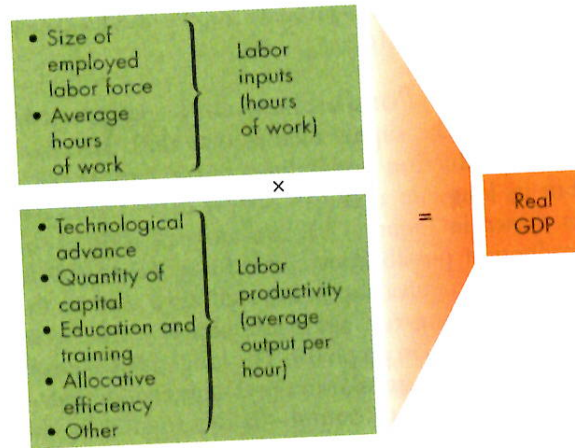 • Size of
employed
labor force
• Average
hours
of work
Labor
inputs
(hours
of work)
×
• Technological
advance
• Quantity of
capital
• Education and
training
• Allocative
efficiency
• Other
Labor
productivity
(average
output per
hour)
=
Real
GDP